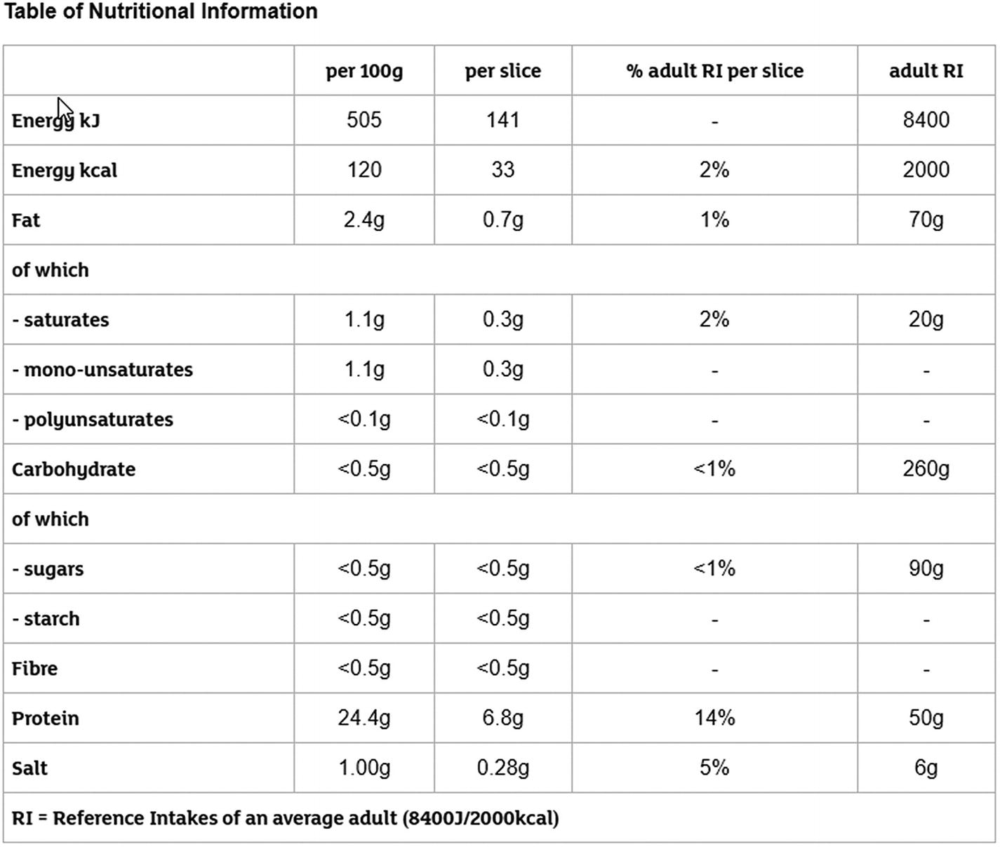 Table of Nutritional Information
per 100g per slice % adult RI per slice adult RI
Energy kJ 505 141 - 8400
Energy kcal 120 33 2% 2000
Fat 2.4g 0.7g 1% 70g
of which
- saturates 1.1g 0.3g 2% 20g
- mono-unsaturates 1.1g 0.3g - -
- polyunsaturates <0.1g <0.1g - -
Carbohydrate <0.5g <0.5g <1% 260g
of which
- sugars <0.5g <0.5g <1% 90g
- starch <0.5g <0.5g - -
Fibre <0.5g <0.5g - -
Protein 24.4g 6.8g 14% 50g
Salt 1.00g 0.28g 5% 6g
RI = Reference Intakes of an average adult (8400J/2000kcal)